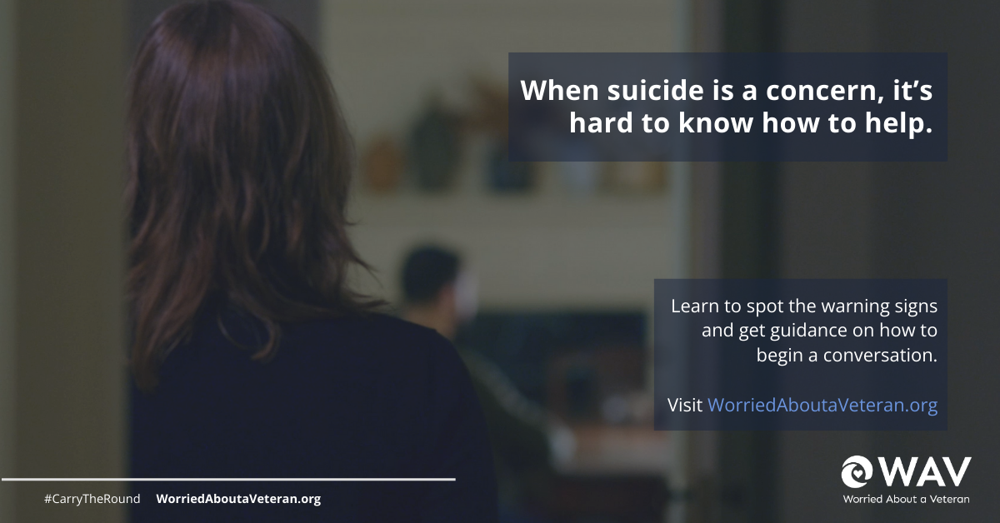 When suicide is a concern, it’s
hard to know how to help.
Learn to spot the warning signs
and get guidance on how to
begin a conversation.
Visit WorriedAboutaVeteran.org
WAV
Worried About a Veteran
#CarryTheRound WorriedAboutaVeteran.org